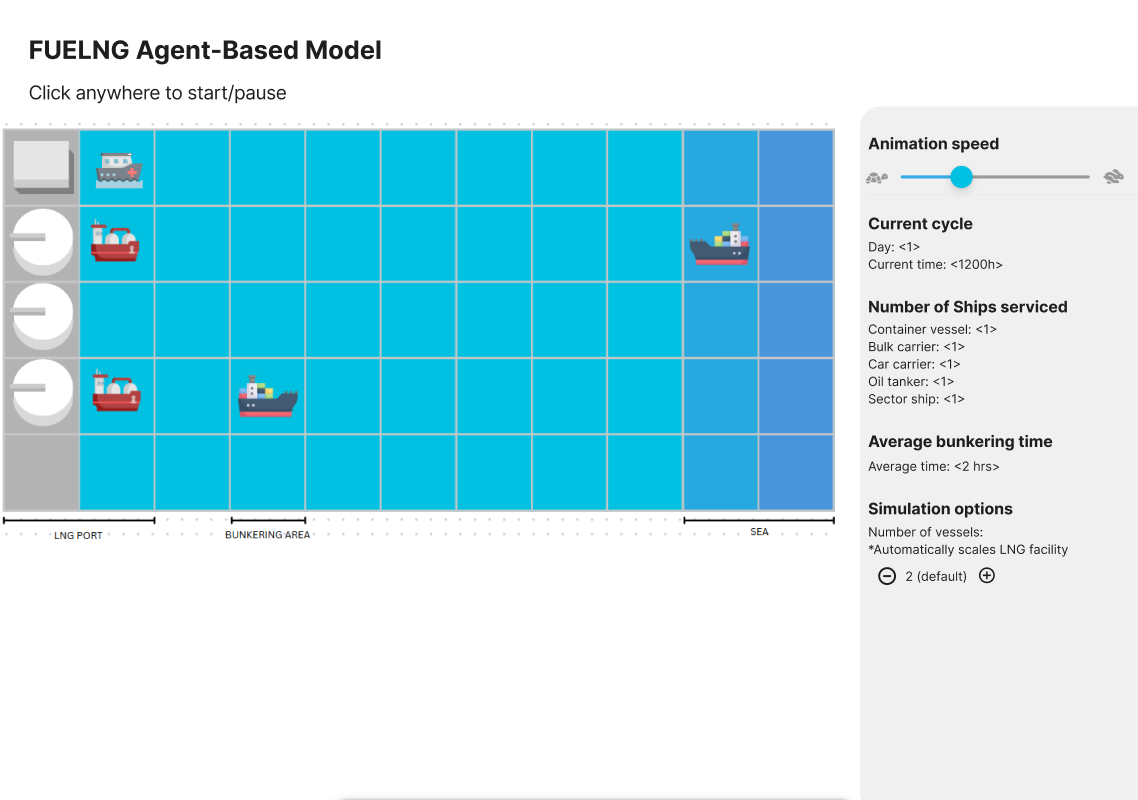 FUELNG Agent-Based Model
Click anywhere to start/pause
LNG PORT
BUNKERING AREA
SEA
Animation speed
Current cycle
Day: <1>
Current time: <1200h>
Number of Ships serviced
Container vessel: <1>
Bulk carrier: <1>
Car carrier: <1>
Oil tanker: <1>
Sector ship: <1>
Average bunkering time
Average time: <2 hrs>
Simulation options
Number of vessels:
*Automatically scales LNG facility
2 (default)